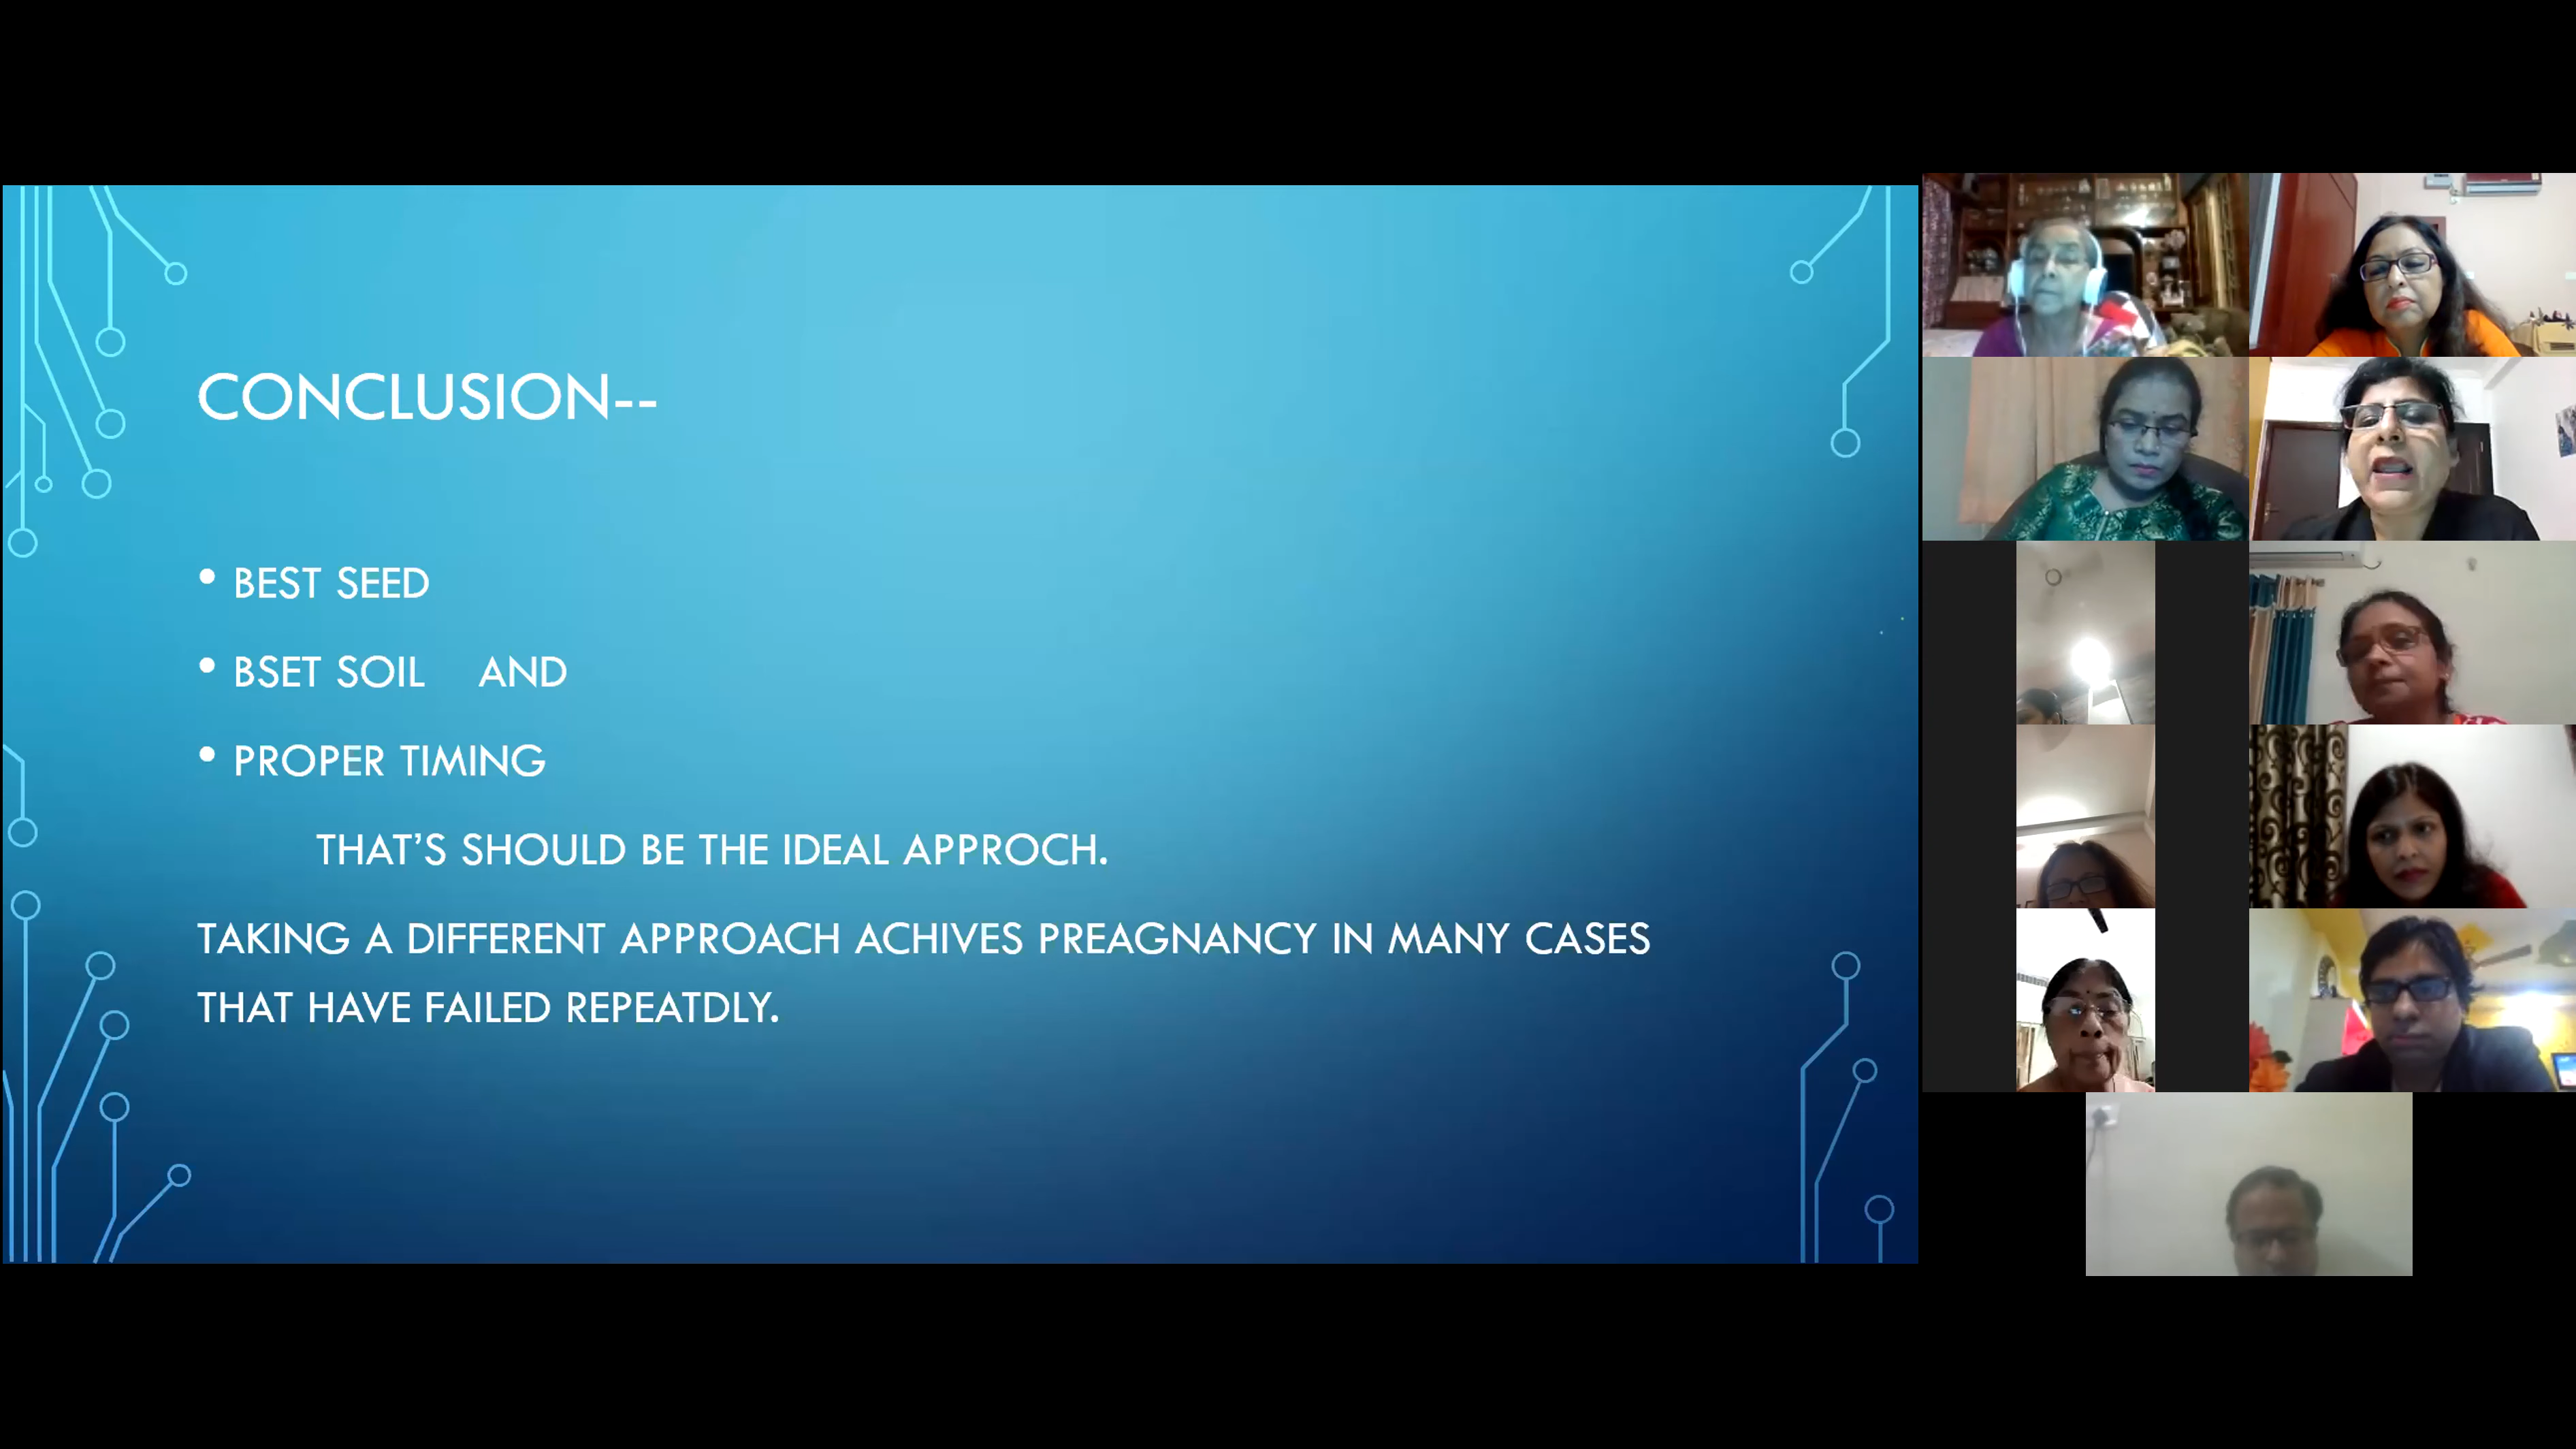 CONCLUSION--
• BEST SEED
• BSET SOIL AND
• PROPER TIMING
THAT’S SHOULD BE THE IDEAL APPROCH.
TAKING A DIFFERENT APPROACH ACHIVES PREAGNANCY IN MANY CASES
THAT HAVE FAILED REPEATDLY.